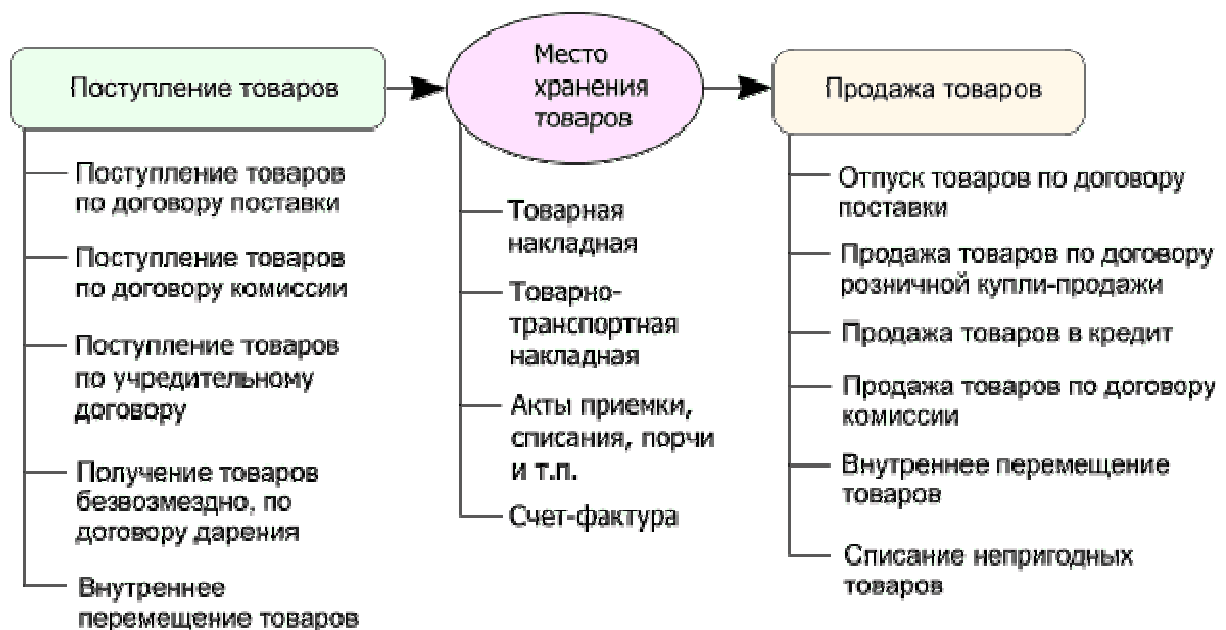 Поступление товаров
Поступление товаров
по договору поставки
Поступление товаров
по договору комиссии
Поступление товаров
по учредительному
договору
Получение товаров
безвозмездно, по
договору дарения
Внутреннее
перемещение товаров
Место
хранения
товаров
Товарная
накладная
Товарно-
транспортная
накладная
Акты приемки,
списания, порчи
и т.п.
Счет-фактура
Продажа товаров
Отпуск товаров по договору
поставки
Продажа товаров по договору
розничной купли-продажи
Продажа товаров в кредит
Продажа товаров по договору
комиссии
Внутреннее перемещение
товаров
Списание непригодных
товаров